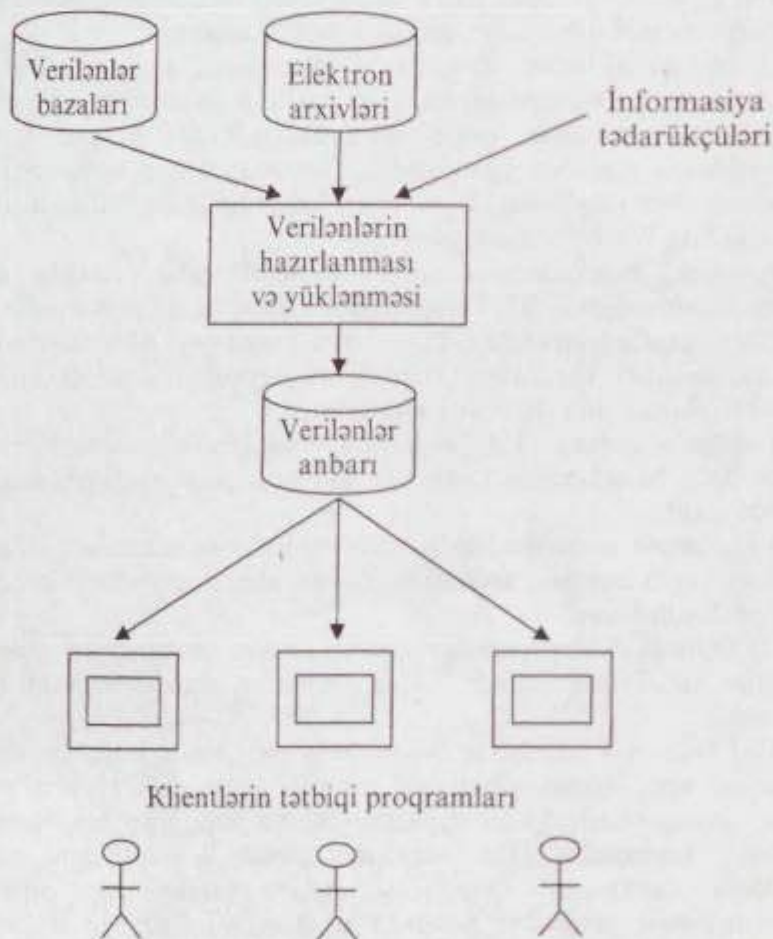 Verilənlər
bazaları
Elektron
arxivləri
İnformasiya
tədarükçüləri
Verilənlərin
hazırlanması
və yüklənməsi
Verilənlər
anbarı
Klientlərin tətbiqi proqramları